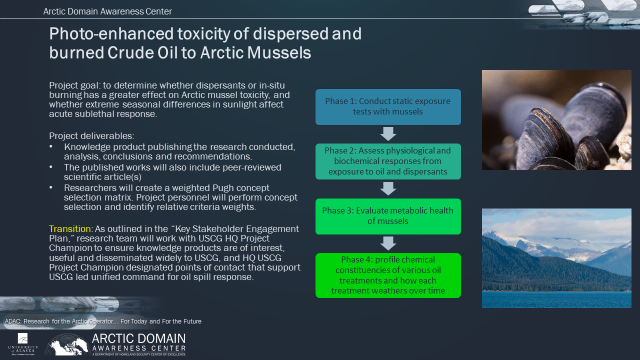 Arctic Domain Awareness Center
Photo-enhanced toxicity of dispersed and
burned Crude Oil to Arctic Mussels
Project goal: to determine whether dispersants or in-situ
burning has a greater effect on Arctic mussel toxicity, and
whether extreme seasonal differences in sunlight affect
acute sublethal response.
Project deliverables:
• Knowledge product publishing the research conducted,
analysis, conclusions and recommendations.
• The published works will also include peer-reviewed
scientific article(s)
• Researchers will create a weighted Pugh concept
selection matrix. Project personnel will perform concept
selection and identify relative criteria weights.
Transition: As outlined in the “Key Stakeholder Engagement
Plan,” research team will work with USCG HQ Project
Champion to ensure knowledge products are of interest,
useful and disseminated widely to USCG, and HQ USCG
Project Champion designated points of contact that support
USCG led unified command for oil spill response.
Phase 1: Conduct static exposure
tests with mussels
Phase 2: Assess physiological and
biochemical responses from
exposure to oil and dispersants
Phase 3: Evaluate metabolic health
of mussels
Phase 4: profile chemical
constituencies of various oil
treatments and how each
treatment weathers over time
ADAC: Research for the Arctic Operator... For Today and For the Future
UNIVERSITY
of ALASKA
ARCTIC DOMAIN
AWARENESS CENTER
A DEPARTMENT OF HOMELAND SECURITY CENTER OF EXCELLENCE